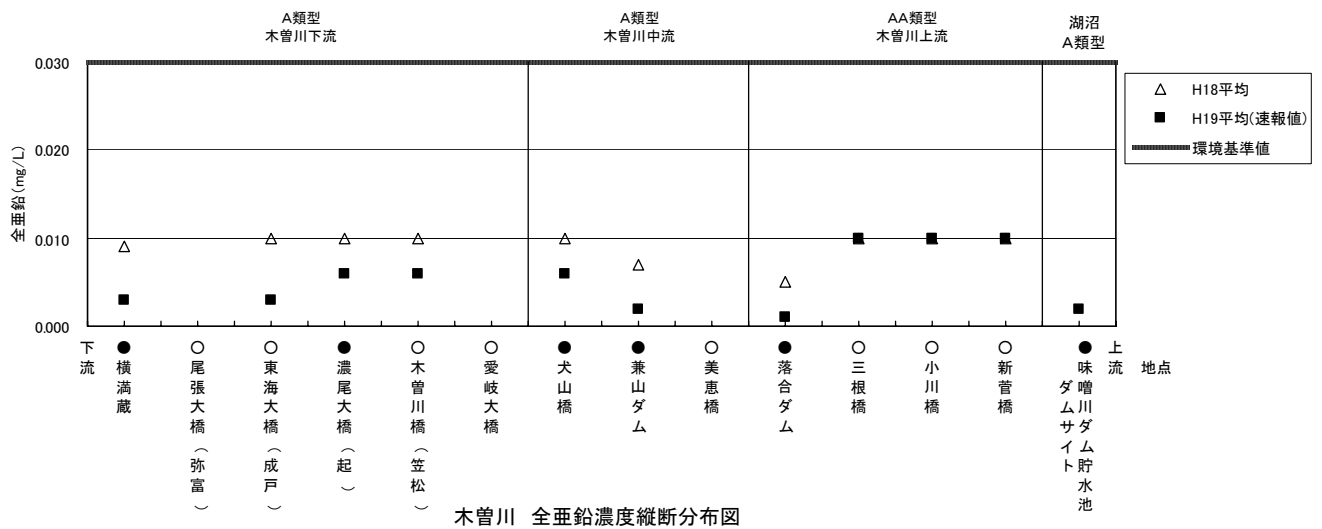 A類型
木曽川下流
A類型
木曽川中流
AA類型
木曽川上流
湖沼
A類型
0.030
0.020
0.010
0.000
全亜鉛(mg/L)
△ H18平均
■ H19平均(速報値)
環境基準値
下流
● 横満蔵
○ 尾張大橋(弥富)
○ 東海大橋(成戸)
● 濃尾大橋(起)
○ 木曽川橋(笠松)
○ 愛岐大橋
● 犬山橋
● 兼山ダム
○ 美恵橋
● 落合ダム
○ 三根橋
○ 小川橋
○ 新菅橋
● 味噌川ダム貯水池
ダムサイト
上流
地点
木曽川 全亜鉛濃度縦断分布図